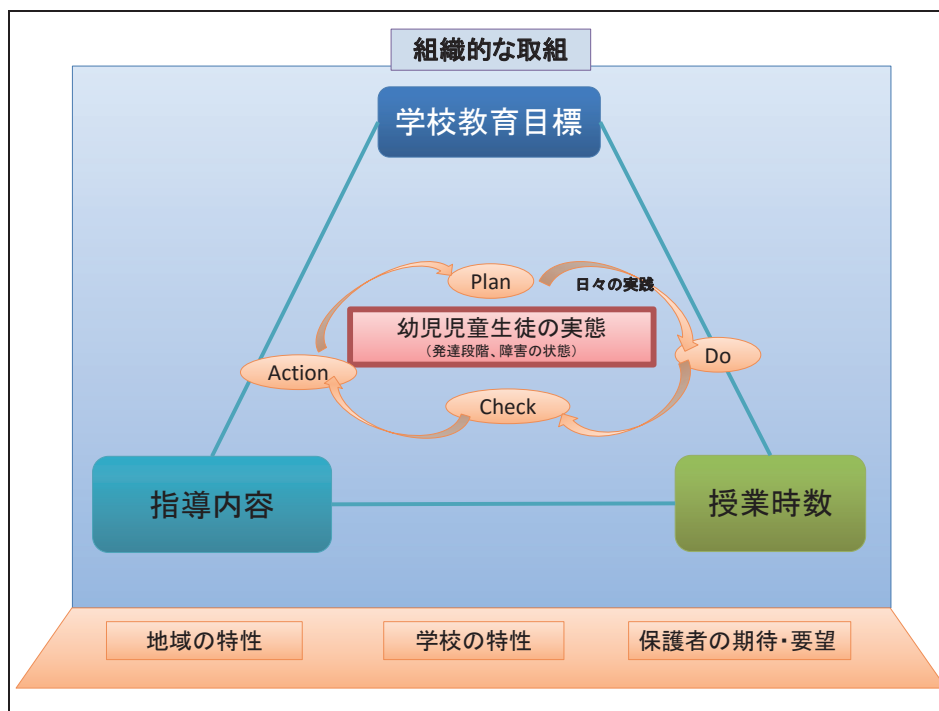 組織的な取組
学校教育目標
Plan
日々の実践
幼児児童生徒の実態
(発達段階、障害の状態)
Do
Action
Check
指導内容
授業時数
地域の特性
学校の特性
保護者の期待・要望